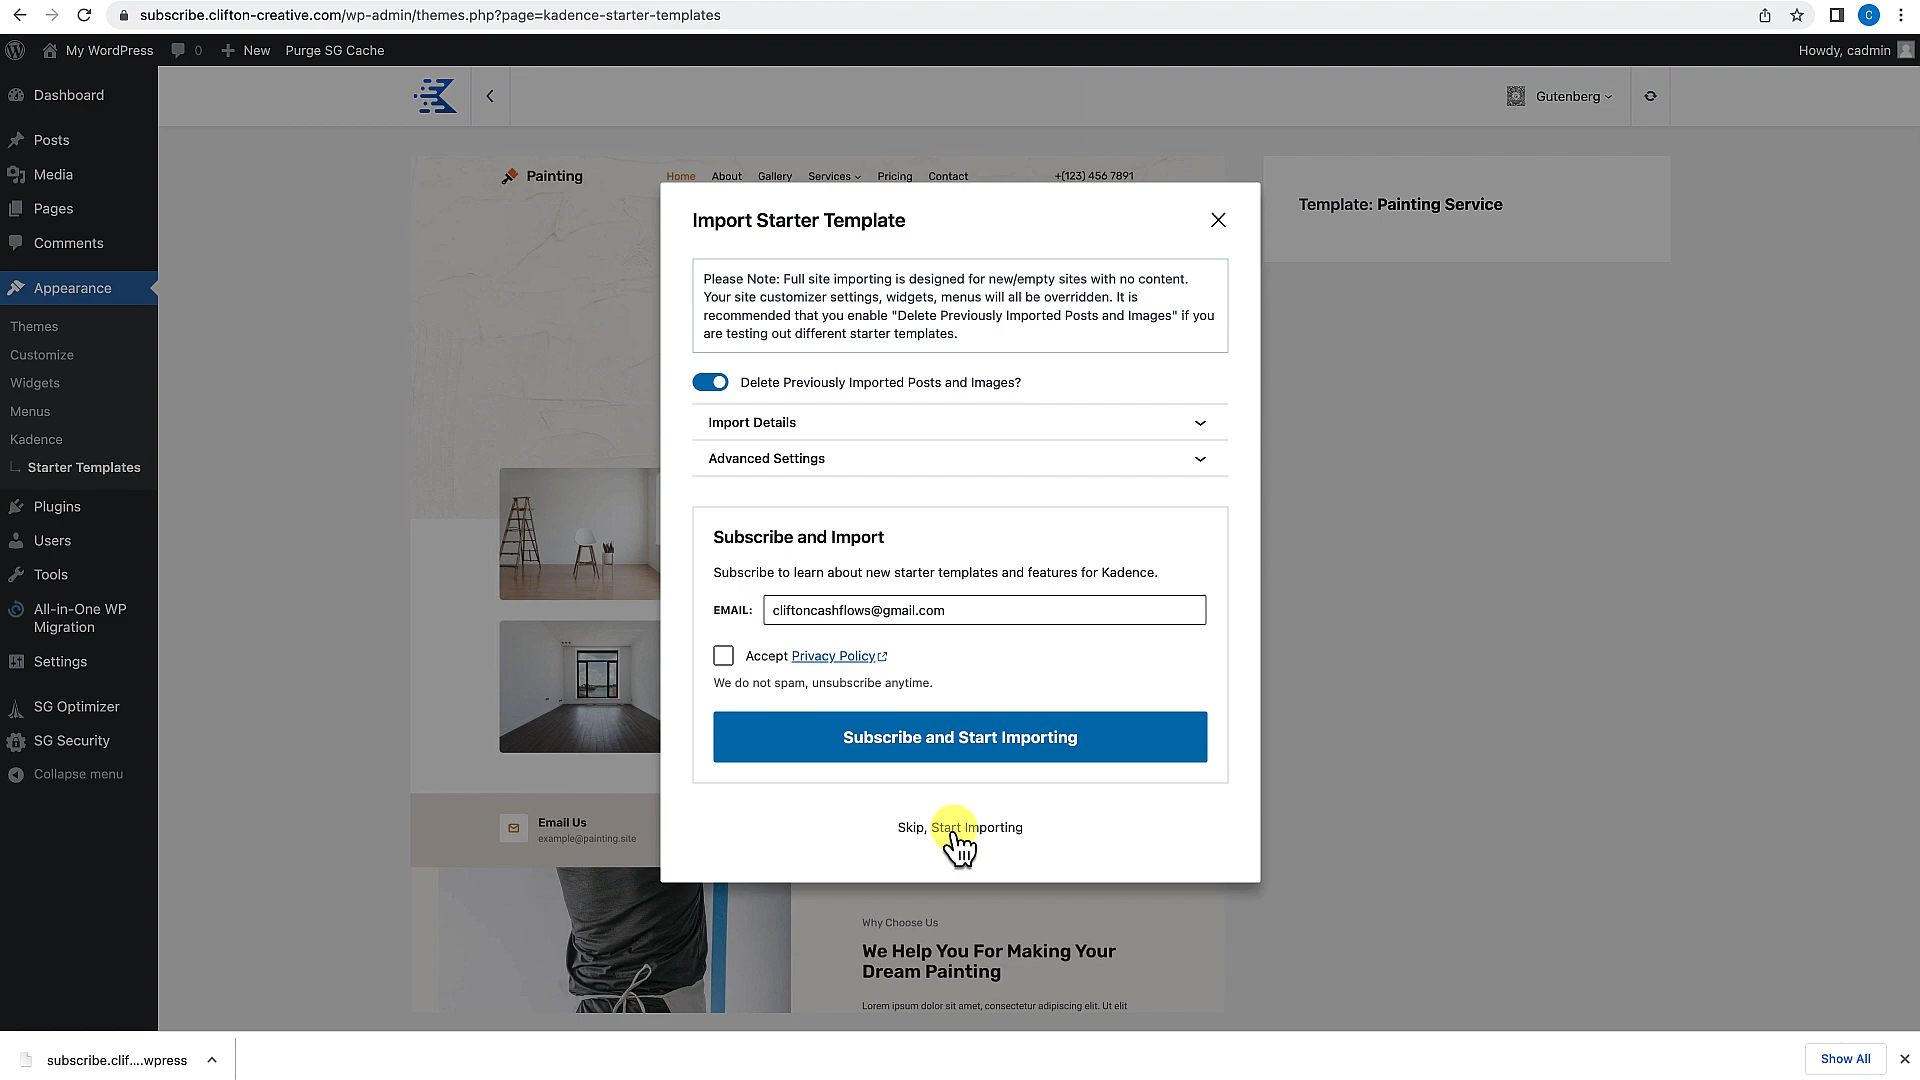 subscribe.clifton-creative.com/wp-admin/themes.php?page=kadence-starter-templates
C
My WordPress
0
New
Purge SG Cache
Howdy, cadmin
Dashboard
Posts
Media
Pages
Comments
Appearance
Themes
Customize
Widgets
Menus
Kadence
Starter Templates
Plugins
Users
Tools
All-in-One WP
Migration
Settings
SG Optimizer
SG Security
Collapse menu
Gutenberg
Painting
Home About Gallery Services Pricing Contact
+(123) 456 7891
Template: Painting Service
Import Starter Template
Please Note: Full site importing is designed for new/empty sites with no content.
Your site customizer settings, widgets, menus will all be overridden. It is
recommended that you enable "Delete Previously Imported Posts and Images" if you
are testing out different starter templates.
Delete Previously Imported Posts and Images?
Import Details
Advanced Settings
Subscribe and Import
Subscribe to learn about new starter templates and features for Kadence.
EMAIL: cliftoncashflows@gmail.com
Accept Privacy Policy
We do not spam, unsubscribe anytime.
Subscribe and Start Importing
Skip, Start Importing
Email Us
example@painting.site
Why Choose Us
We Help You For Making Your
Dream Painting
Lorem ipsum dolor sit amet, consectetur adipiscing elit. Ut elit
subscribe.clif....wpress
Show All